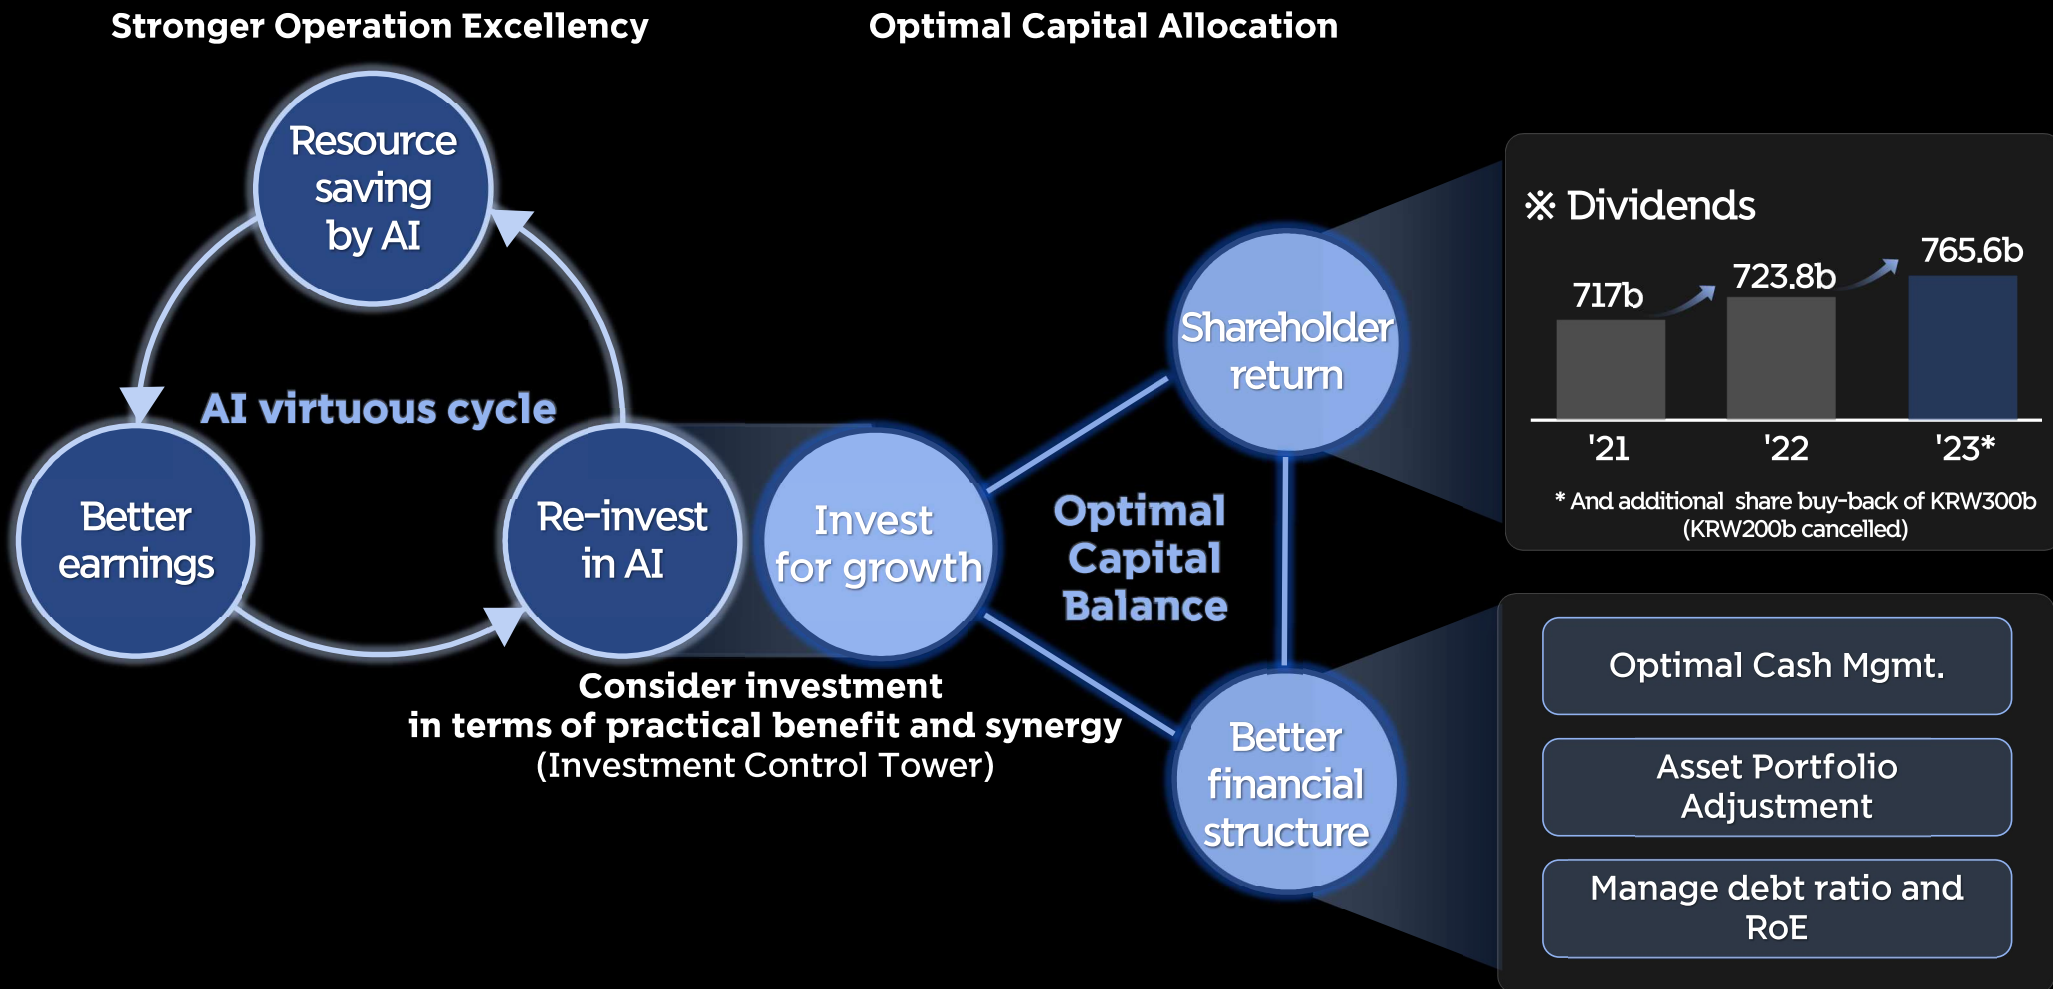 Stronger Operation Excellency
Optimal Capital Allocation
Resource
saving
by AI
AI virtuous cycle
Better
earnings
Re-invest
in AI
Invest
for growth
Consider investment
in terms of practical benefit and synergy
(Investment Control Tower)
Shareholder
return
Optimal
Capital
Balance
Better
financial
structure
※ Dividends
717b
723.8b
765.6b
'21
'22
'23*
* And additional share buy-back of KRW300b
(KRW200b cancelled)
Optimal Cash Mgmt.
Asset Portfolio
Adjustment
Manage debt ratio and
RoE